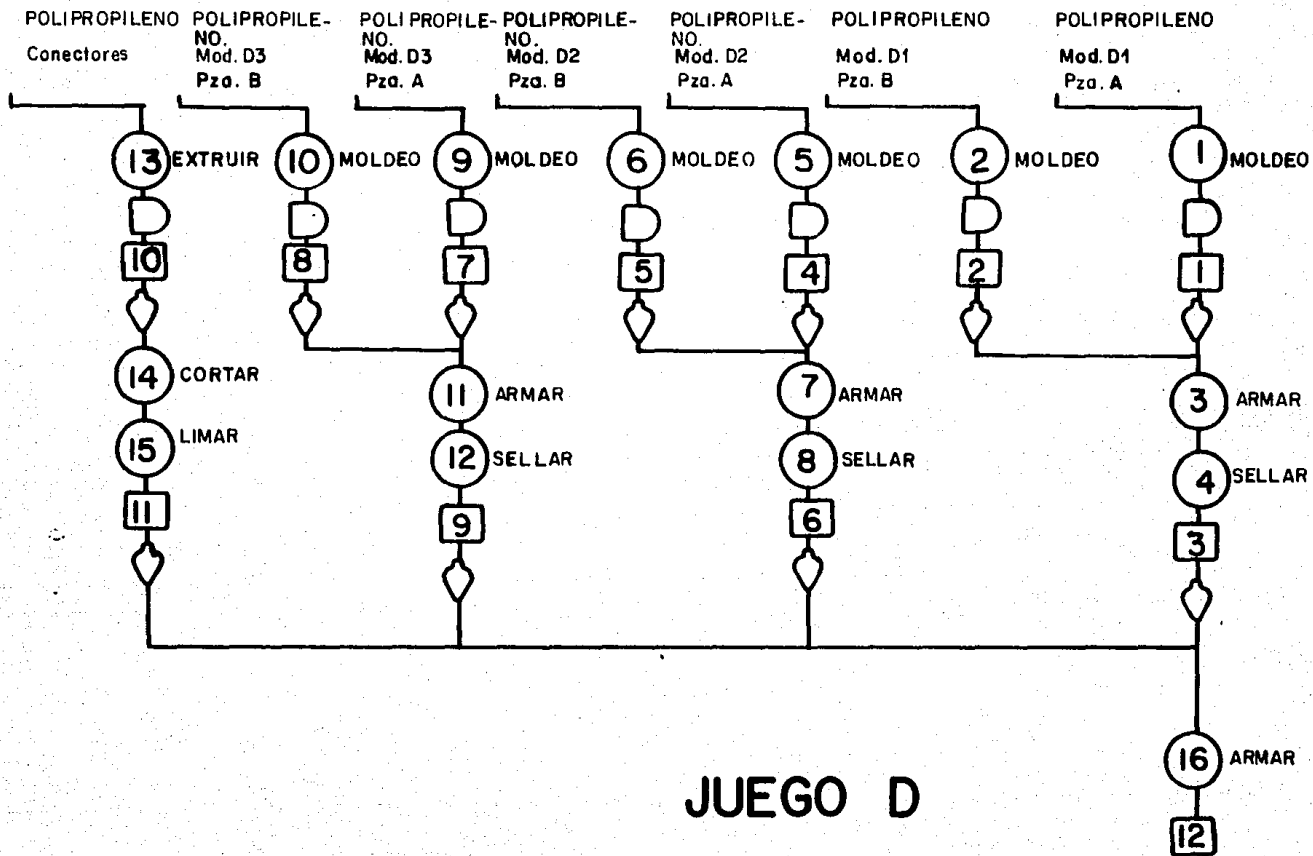 POLIPROPILENO
Conectores
POLIPROPILE-
NO.
Mod. D3
Pza. B
POLIPROPILE-
NO.
Mod. D3
Pza. A
POLIPROPILE-
NO.
Mod. D2
Pza. B
POLIPROPILE-
NO.
Mod. D2
Pza. A
POLIPROPILENO
Mod. D1
Pza. B
POLIPROPILENO
Mod. D1
Pza. A
13 EXTRUIR
10 MOLDEO
9 MOLDEO
6 MOLDEO
5 MOLDEO
2 MOLDEO
1 MOLDEO
10
8
7
5
4
2
1
14 CORTAR
11 ARMAR
7 ARMAR
3 ARMAR
15 LIMAR
12 SELLAR
8 SELLAR
4 SELLAR
11
9
6
3
16 ARMAR
JUEGO D
12